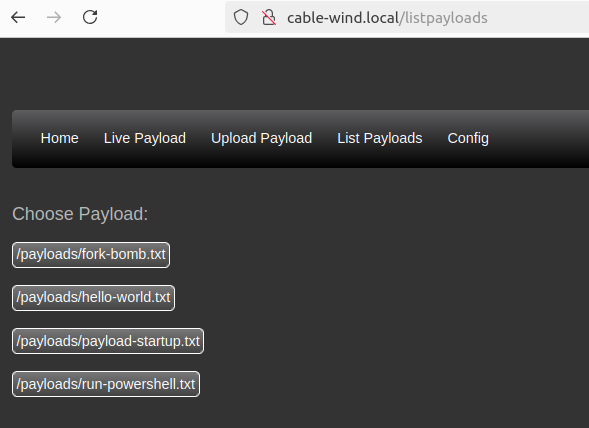 cable-wind.local/listpayloads
Home Live Payload Upload Payload List Payloads Config
Choose Payload:
/payloads/fork-bomb.txt
/payloads/hello-world.txt
/payloads/payload-startup.txt
/payloads/run-powershell.txt